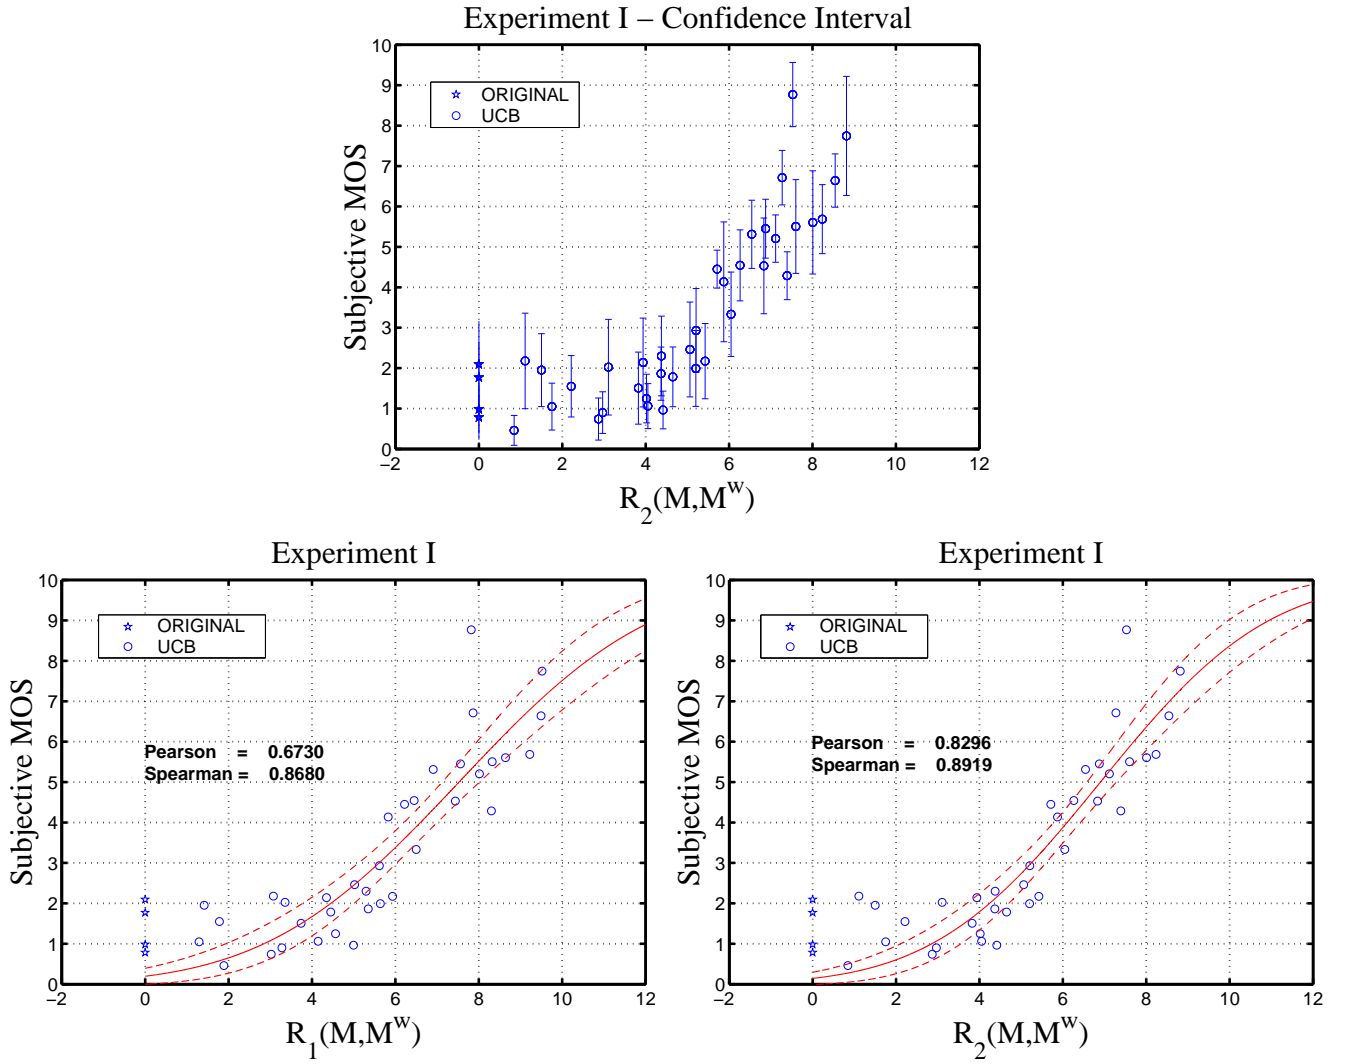 Experiment I – Confidence Interval
10
9
8
7
6
5
4
3
2
1
0
Subjective MOS
ORIGINAL
UCB
−2 0 2 4 6 8 10 12
R2(M,Mw)
Experiment I
10
9
8
7
6
5
4
3
2
1
0
Subjective MOS
ORIGINAL
UCB
Pearson = 0.6730
Spearman = 0.8680
−2 0 2 4 6 8 10 12
R1(M,Mw)
Experiment I
10
9
8
7
6
5
4
3
2
1
0
Subjective MOS
ORIGINAL
UCB
Pearson = 0.8296
Spearman = 0.8919
−2 0 2 4 6 8 10 12
R2(M,Mw)